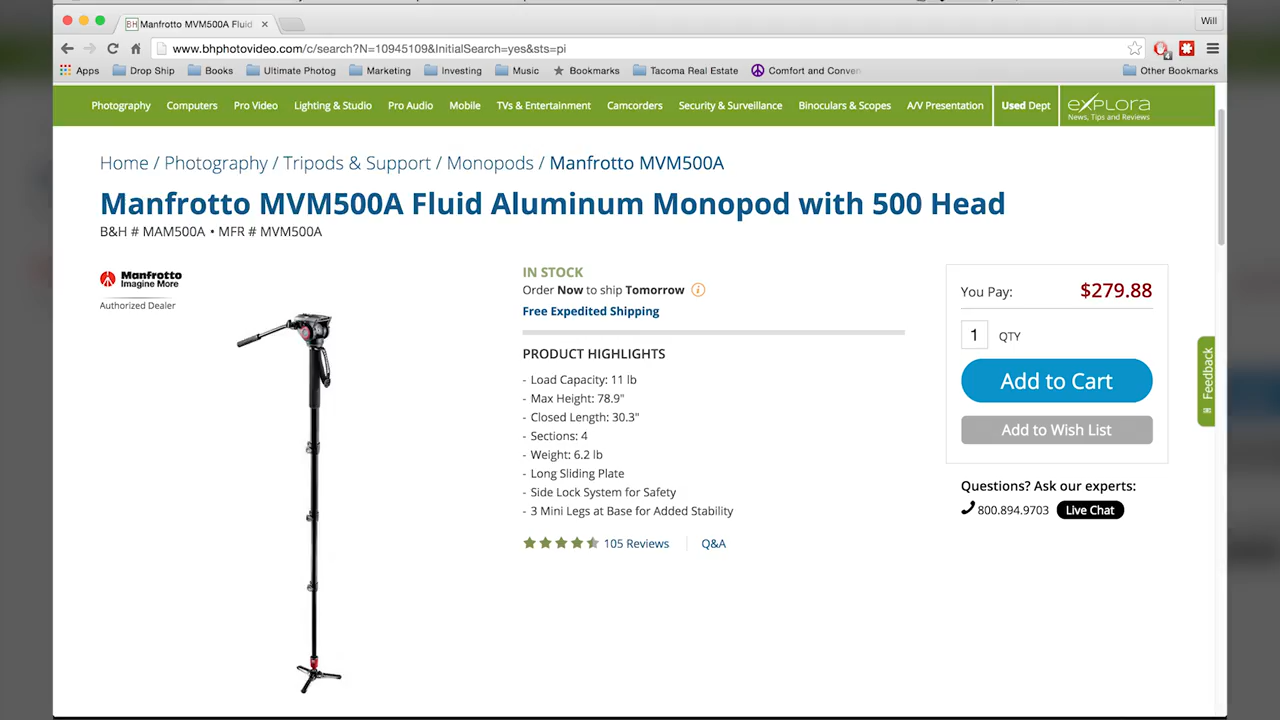 Manfrotto MVM500A Fluid
Will
www.bhphotovideo.com/c/search?N=10945109&InitialSearch=yes&sts=pi
Apps Drop Ship Books Ultimate Photog Marketing Investing Music Bookmarks Tacoma Real Estate Comfort and Conven Other Bookmarks
Photography Computers Pro Video Lighting & Studio Pro Audio Mobile TVs & Entertainment Camcorders Security & Surveillance Binoculars & Scopes A/V Presentation Used Dept explora
News, Tips and Reviews
Home / Photography / Tripods & Support / Monopods / Manfrotto MVM500A
Manfrotto MVM500A Fluid Aluminum Monopod with 500 Head
B&H # MAM500A • MFR # MVM500A
Manfrotto
Imagine More
Authorized Dealer
IN STOCK
Order Now to ship Tomorrow
Free Expedited Shipping
PRODUCT HIGHLIGHTS
- Load Capacity: 11 lb
- Max Height: 78.9"
- Closed Length: 30.3"
- Sections: 4
- Weight: 6.2 lb
- Long Sliding Plate
- Side Lock System for Safety
- 3 Mini Legs at Base for Added Stability
105 Reviews Q&A
You Pay: $279.88
1 QTY
Add to Cart
Add to Wish List
Questions? Ask our experts:
800.894.9703 Live Chat
Feedback